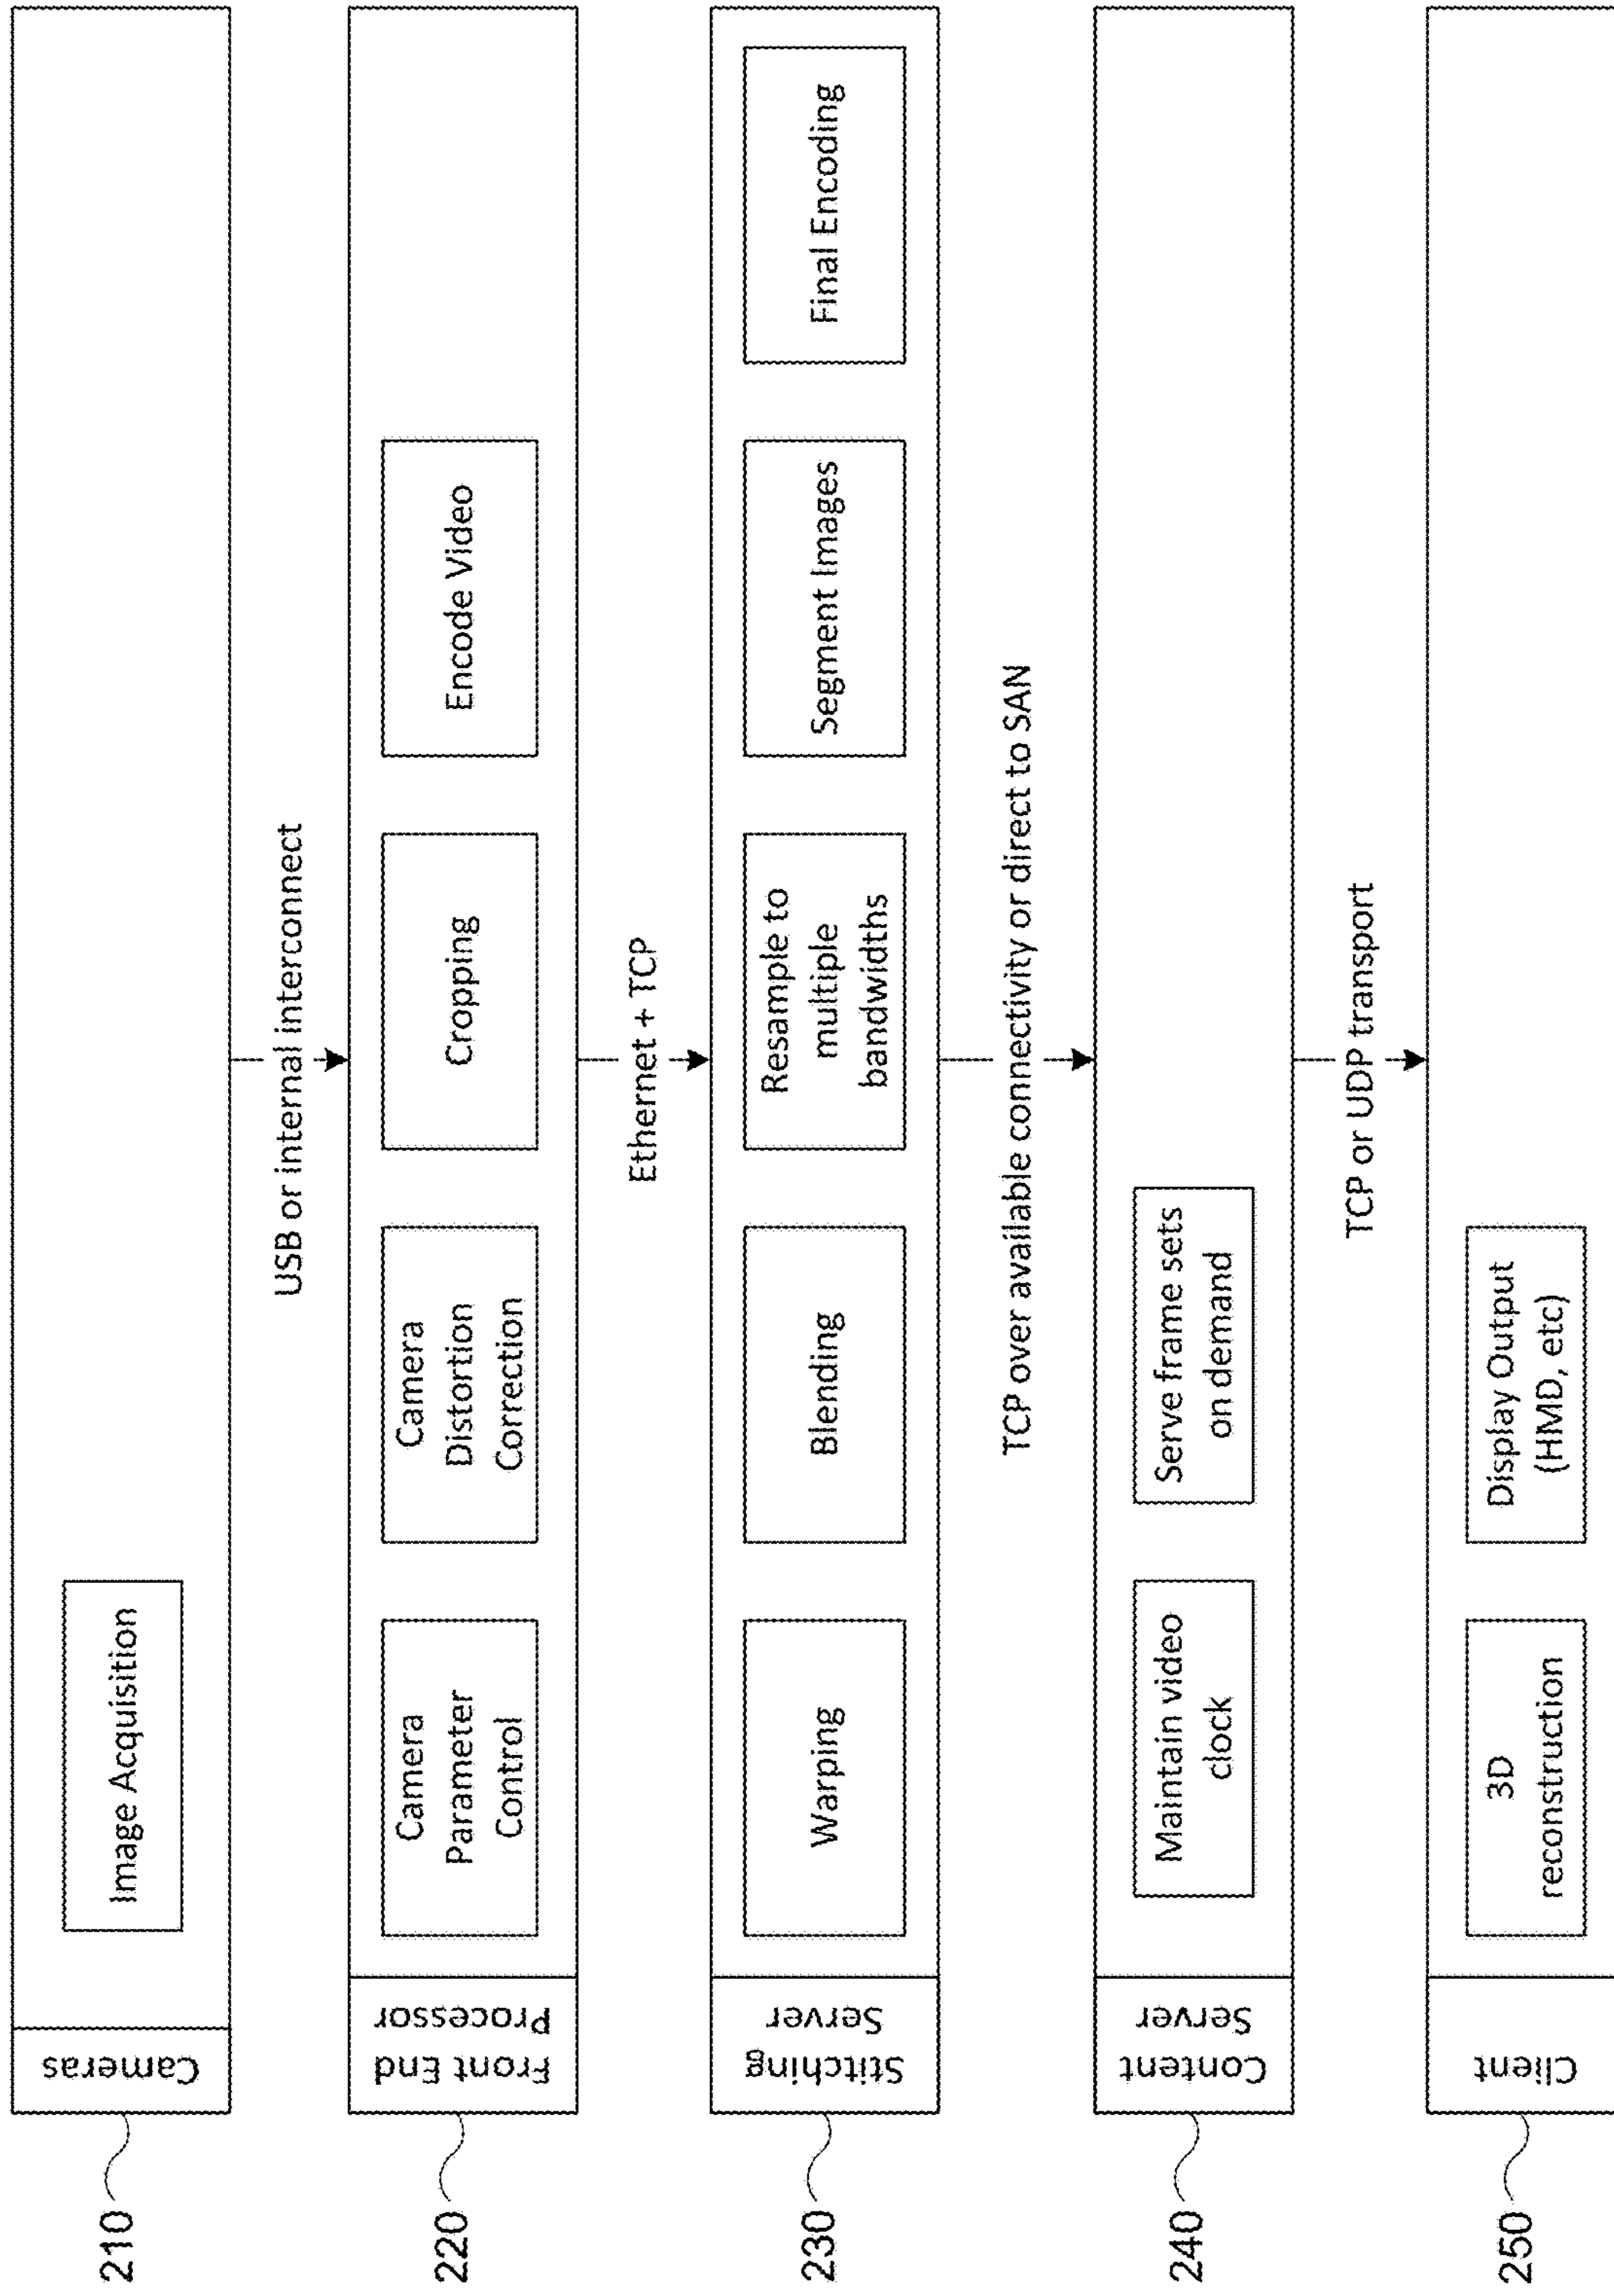 210
Cameras
Image Acquisition
USB or internal interconnect
220
Front End
Processor
Camera
Parameter
Control
Camera
Distortion
Correction
Cropping
Encode Video
Ethernet + TCP
230
Stitching
Server
Warping
Blending
Resample to
multiple
bandwidths
Segment Images
Final Encoding
TCP over available connectivity or direct to SAN
240
Content
Server
Maintain video
clock
Serve frame sets
on demand
TCP or UDP transport
250
Client
3D
reconstruction
Display Output
(HMD, etc)